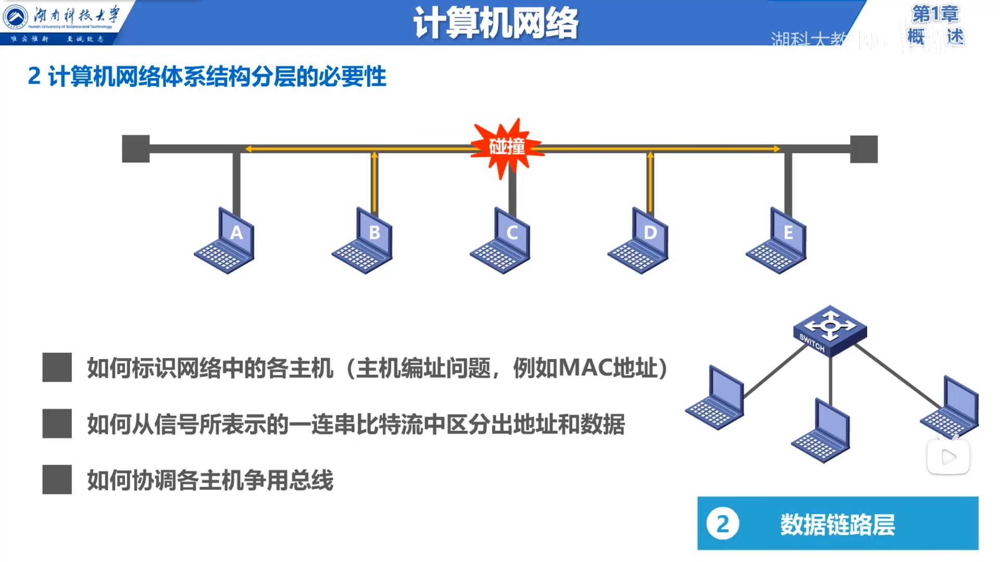 湖南科技大学
Hunan University of Science and Technology
唯实惟新 至诚致志
计算机网络
第1章
概 述
湖科大教
2 计算机网络体系结构分层的必要性
碰撞
A
B
C
D
E
SWITCH
如何标识网络中的各主机（主机编址问题，例如MAC地址）
如何从信号所表示的一连串比特流中区分出地址和数据
如何协调各主机争用总线
2 数据链路层